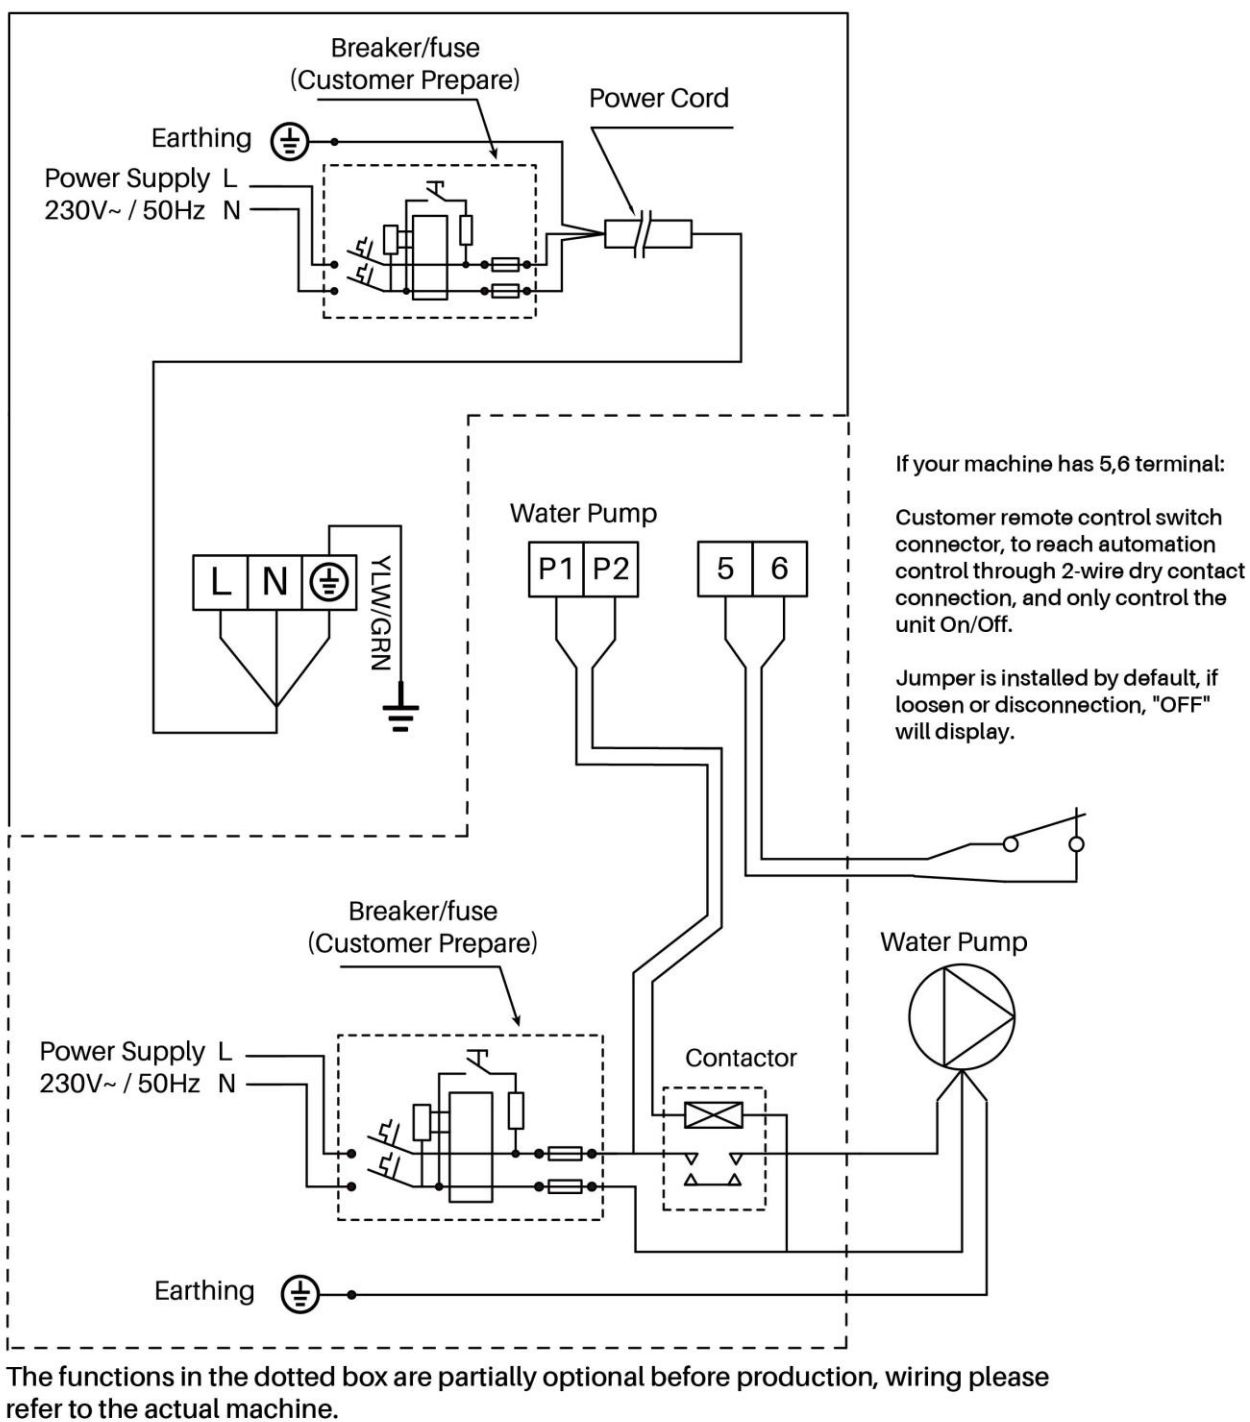 Breaker/fuse
(Customer Prepare)
Power Cord
Earthing
Power Supply L
230V~ / 50Hz N
If your machine has 5,6 terminal:
Customer remote control switch
connector, to reach automation
control through 2-wire dry contact
connection, and only control the
unit On/Off.
Jumper is installed by default, if
loosen or disconnection, "OFF"
will display.
Water Pump
L N
YLW/GRN
P1 P2
5 6
Breaker/fuse
(Customer Prepare)
Water Pump
Power Supply L
230V~ / 50Hz N
Contactor
Earthing
The functions in the dotted box are partially optional before production, wiring please
refer to the actual machine.